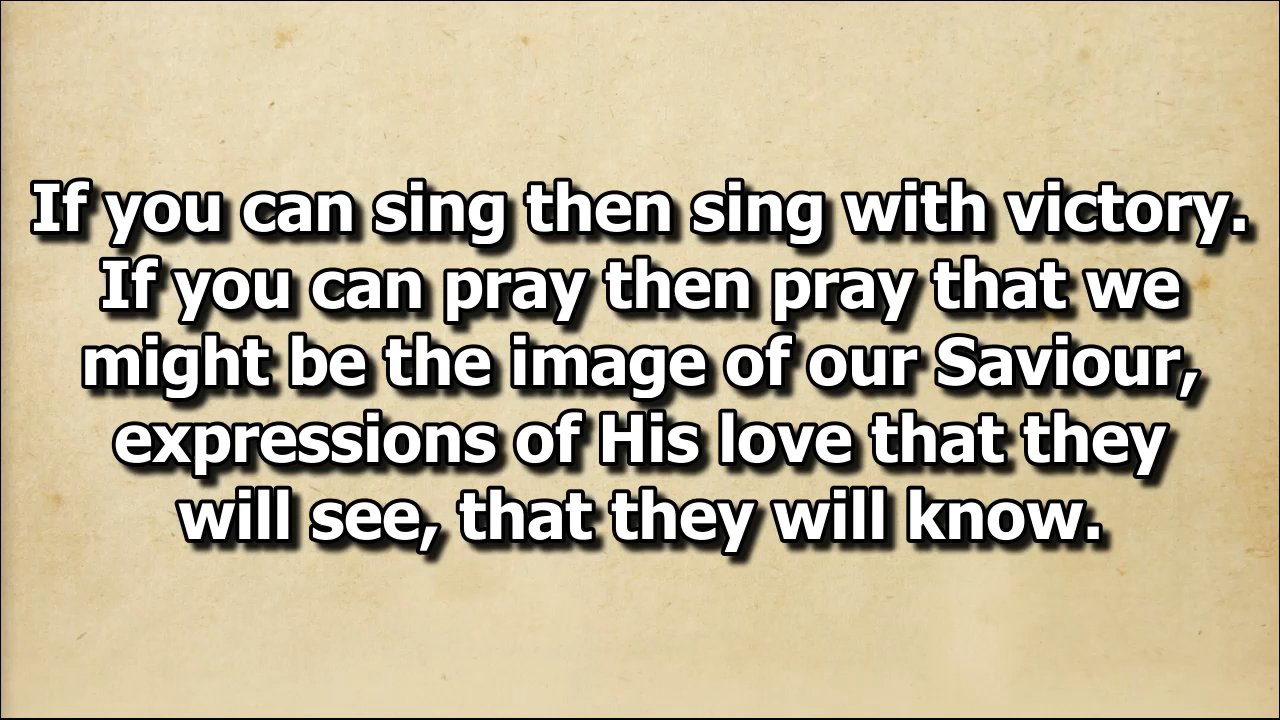 If you can sing then sing with victory.
If you can pray then pray that we
might be the image of our Saviour,
expressions of His love that they
will see, that they will know.